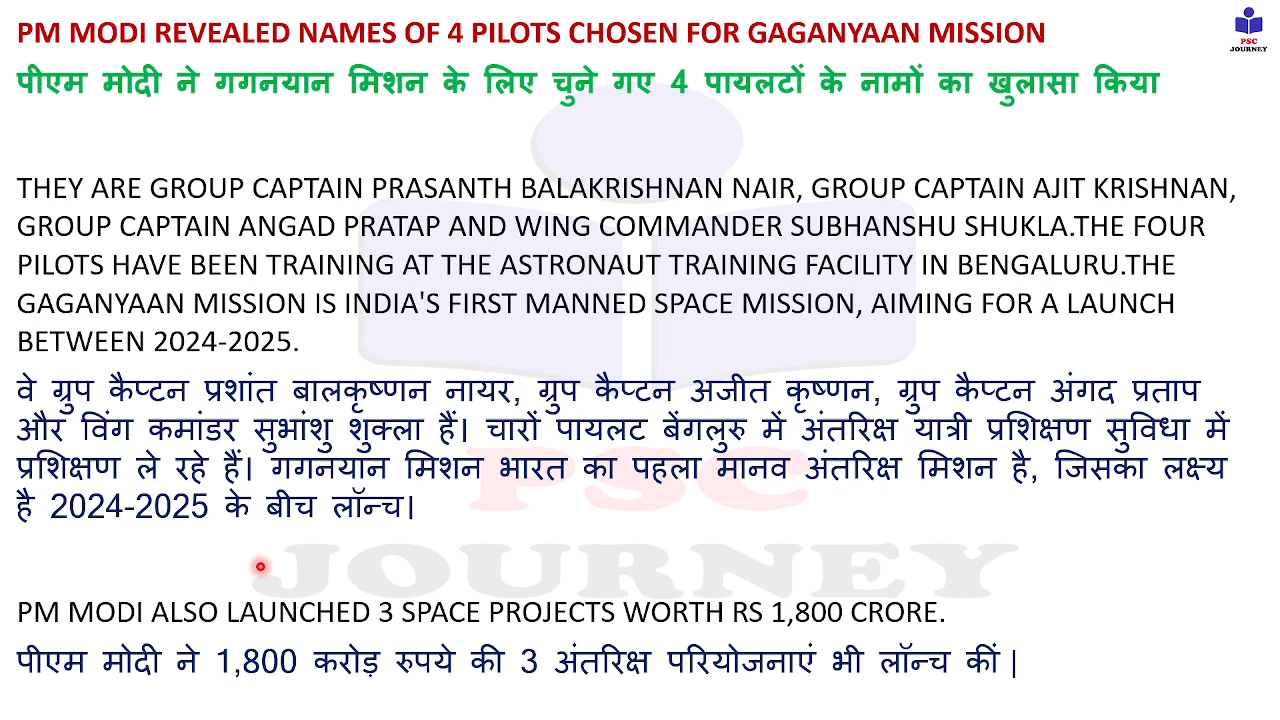 PM MODI REVEALED NAMES OF 4 PILOTS CHOSEN FOR GAGANYAAN MISSION
PSC
JOURNEY
पीएम मोदी ने गगनयान मिशन के लिए चुने गए 4 पायलटों के नामों का खुलासा किया
THEY ARE GROUP CAPTAIN PRASANTH BALAKRISHNAN NAIR, GROUP CAPTAIN AJIT KRISHNAN,
GROUP CAPTAIN ANGAD PRATAP AND WING COMMANDER SUBHANSHU SHUKLA.THE FOUR
PILOTS HAVE BEEN TRAINING AT THE ASTRONAUT TRAINING FACILITY IN BENGALURU.THE
GAGANYAAN MISSION IS INDIA'S FIRST MANNED SPACE MISSION, AIMING FOR A LAUNCH
BETWEEN 2024-2025.
वे ग्रुप कैप्टन प्रशांत बालकृष्णन नायर, ग्रुप कैप्टन अजीत कृष्णन, ग्रुप कैप्टन अंगद प्रताप
और विंग कमांडर सुभांशु शुक्ला हैं। चारों पायलट बेंगलुरु में अंतरिक्ष यात्री प्रशिक्षण सुविधा में
प्रशिक्षण ले रहे हैं। गगनयान मिशन भारत का पहला मानव अंतरिक्ष मिशन है, जिसका लक्ष्य
है 2024-2025 के बीच लॉन्च।
PSC
JOURNEY
PM MODI ALSO LAUNCHED 3 SPACE PROJECTS WORTH RS 1,800 CRORE.
पीएम मोदी ने 1,800 करोड़ रुपये की 3 अंतरिक्ष परियोजनाएं भी लॉन्च कीं |